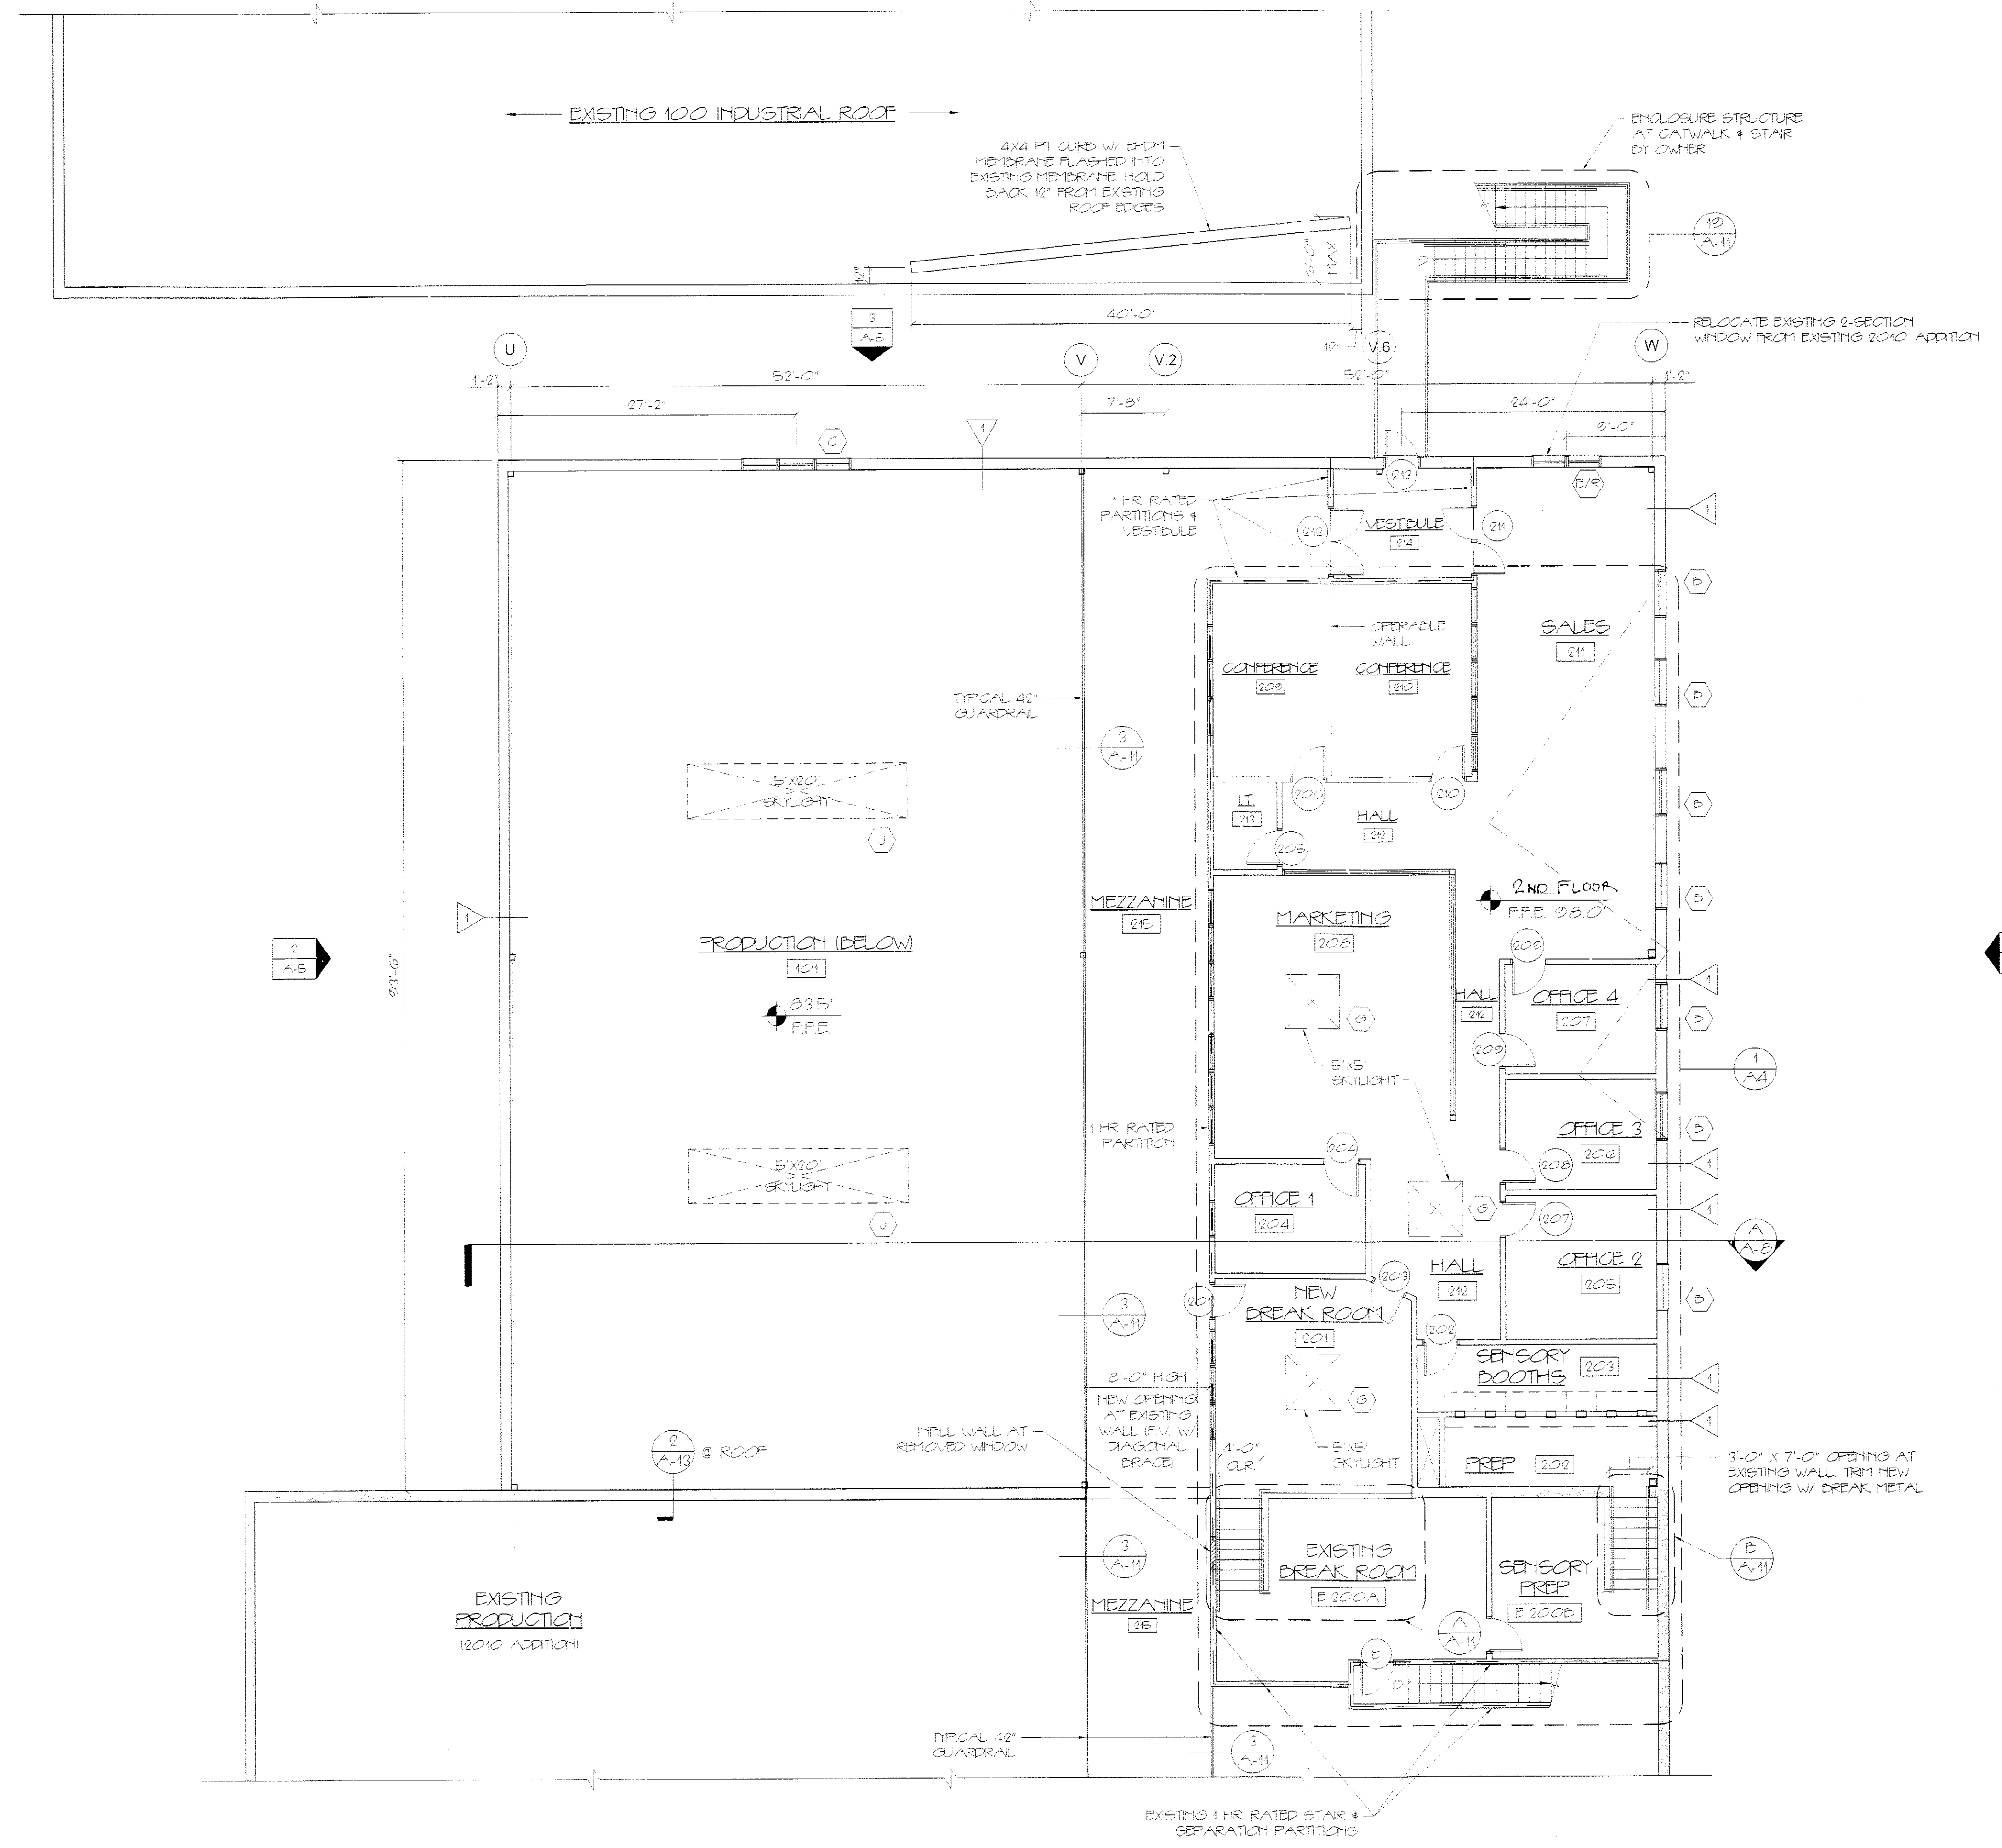 EXISTING 100 INDUSTRIAL ROOF
4X4 PT CURB W/ EPDM
MEMBRANE FLASHED INTO
EXISTING MEMBRANE. HOLD
BACK 12" FROM EXISTING
ROOF EDGES
ENCLOSURE STRUCTURE
AT CATWALK & STAIR
BY OWNER
19
A-11
D
12"
6'-0"
MAX
40'-0"
12"
3
A-5
RELOCATE EXISTING 2-SECTION
WINDOW FROM EXISTING 2010 ADDITION
U
V
V.2
V.6
W
1'-2"
52'-0"
52'-0"
1'-2"
27'-2"
7'-8"
24'-0"
9'-0"
C
1
213
E/R
1 HR. RATED
PARTITIONS &
VESTIBULE
212
VESTIBULE
214
211
1
B
OPERABLE
WALL
SALES
211
CONFERENCE
209
CONFERENCE
210
B
TYPICAL 42"
GUARDRAIL
3
A-11
5'X20'
SKYLIGHT
J
206
210
I.T.
213
HALL
212
205
B
MEZZANINE
215
MARKETING
208
2ND FLOOR
F.F.E. 98.0'
B
1
PRODUCTION (BELOW)
101
83.5'
F.F.E.
2
A-5
93'-6"
209
HALL
212
OFFICE 4
207
1
B
G
209
5'X5'
SKYLIGHT
1
A4
1 HR. RATED
PARTITION
204
OFFICE 3
206
B
208
1
5'X20'
SKYLIGHT
J
OFFICE 1
204
G
207
1
A
A-8
HALL
212
OFFICE 2
205
B
203
201
NEW
BREAK ROOM
201
3
A-11
202
SENSORY
BOOTHS
203
1
8'-0" HIGH
NEW OPENING
AT EXISTING
WALL (F.V. W/
DIAGONAL
BRACE)
G
5'X5'
SKYLIGHT
1
INFILL WALL AT
REMOVED WINDOW
2
A-13
@ ROOF
4'-0"
CLR.
PREP
202
3'-0" X 7'-0" OPENING AT
EXISTING WALL. TRIM NEW
OPENING W/ BREAK METAL
3
A-11
EXISTING
BREAK ROOM
E 200A
SENSORY
PREP
E 200B
E
A-11
EXISTING
PRODUCTION
(2010 ADDITION)
MEZZANINE
215
A
A-11
E
D
TYPICAL 42"
GUARDRAIL
3
A-11
EXISTING 1 HR. RATED STAIR &
SEPARATION PARTITIONS